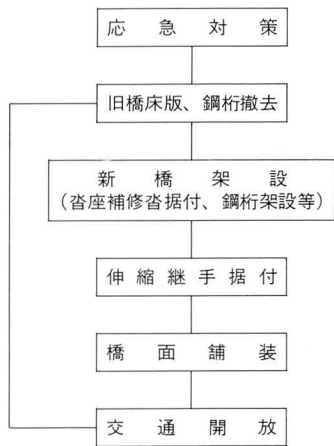 応急対策
旧橋床版、鋼桁撤去
新橋架設
(沓座補修沓据付、鋼桁架設等)
伸縮継手据付
橋面舗装
交通開放